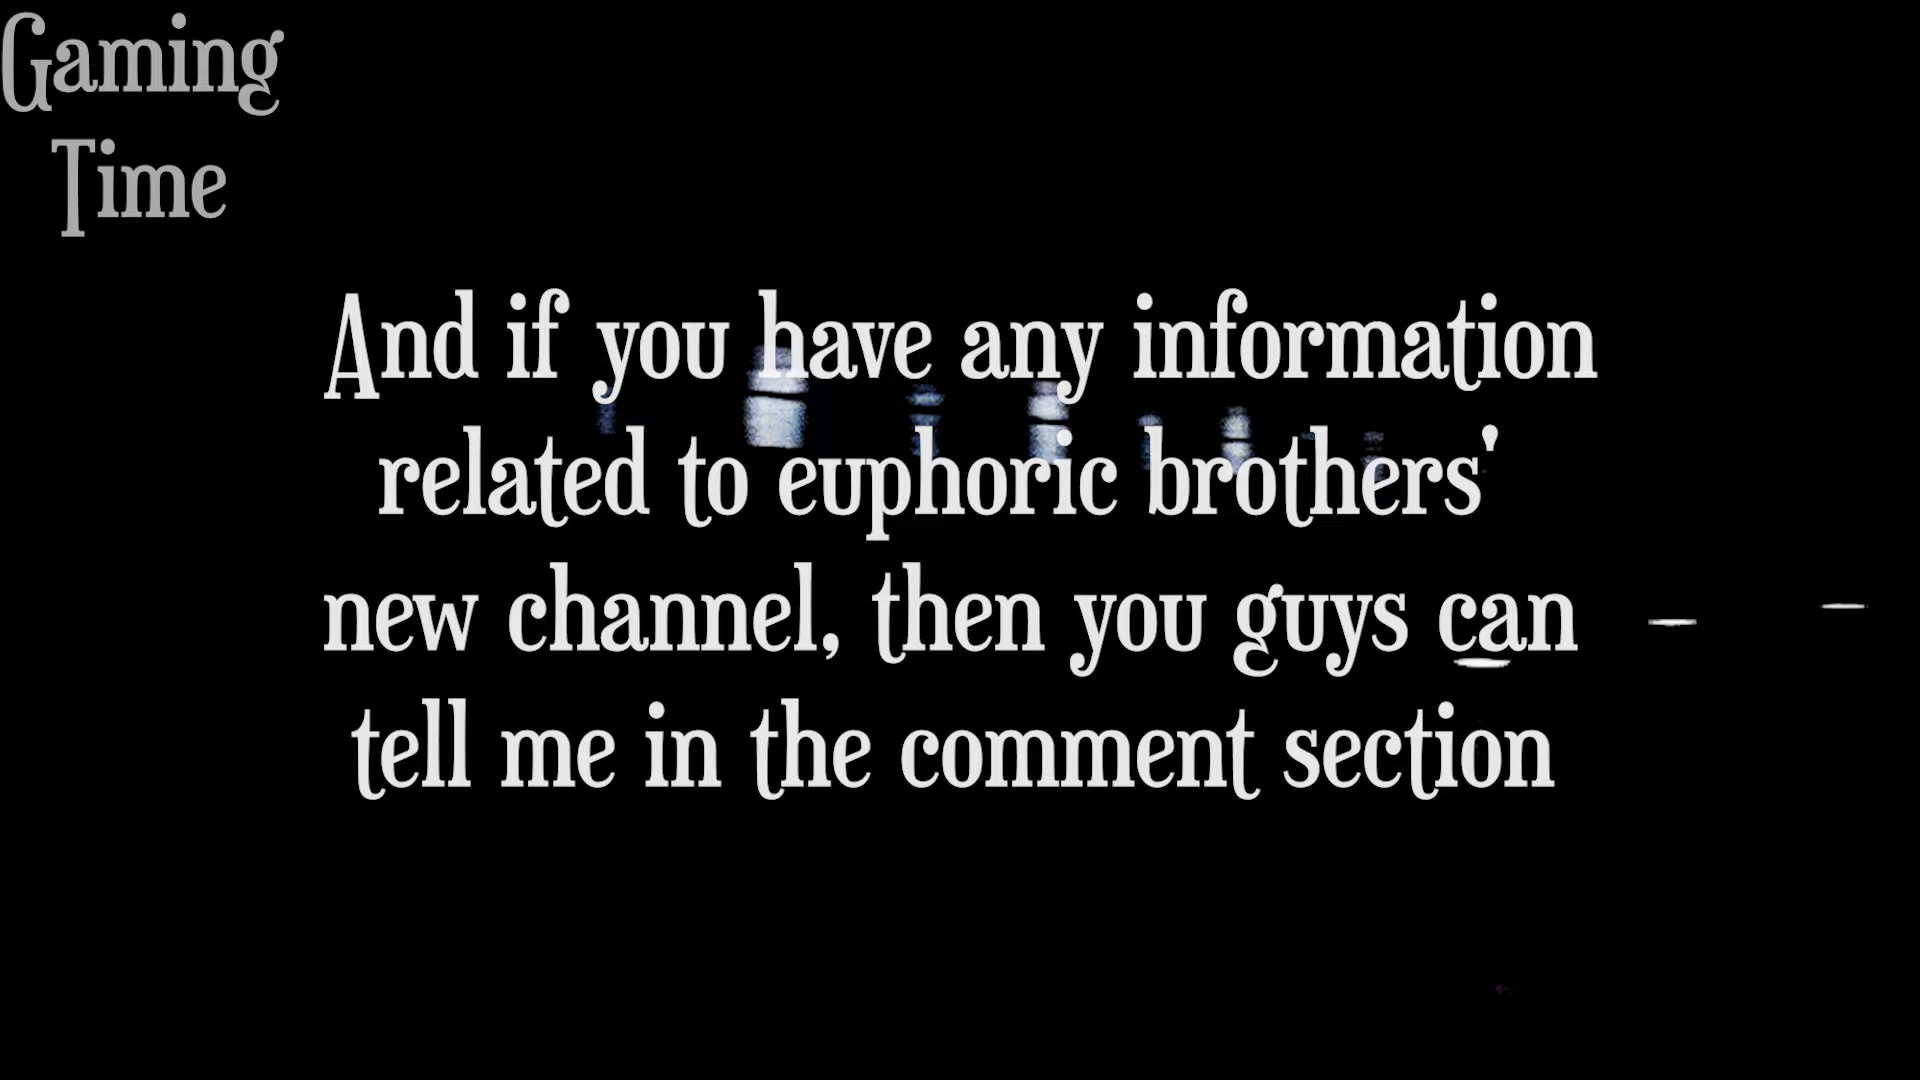 Gaming
Time
And if you have any information
related to euphoric brothers'
new channel, then you guys can
tell me in the comment section